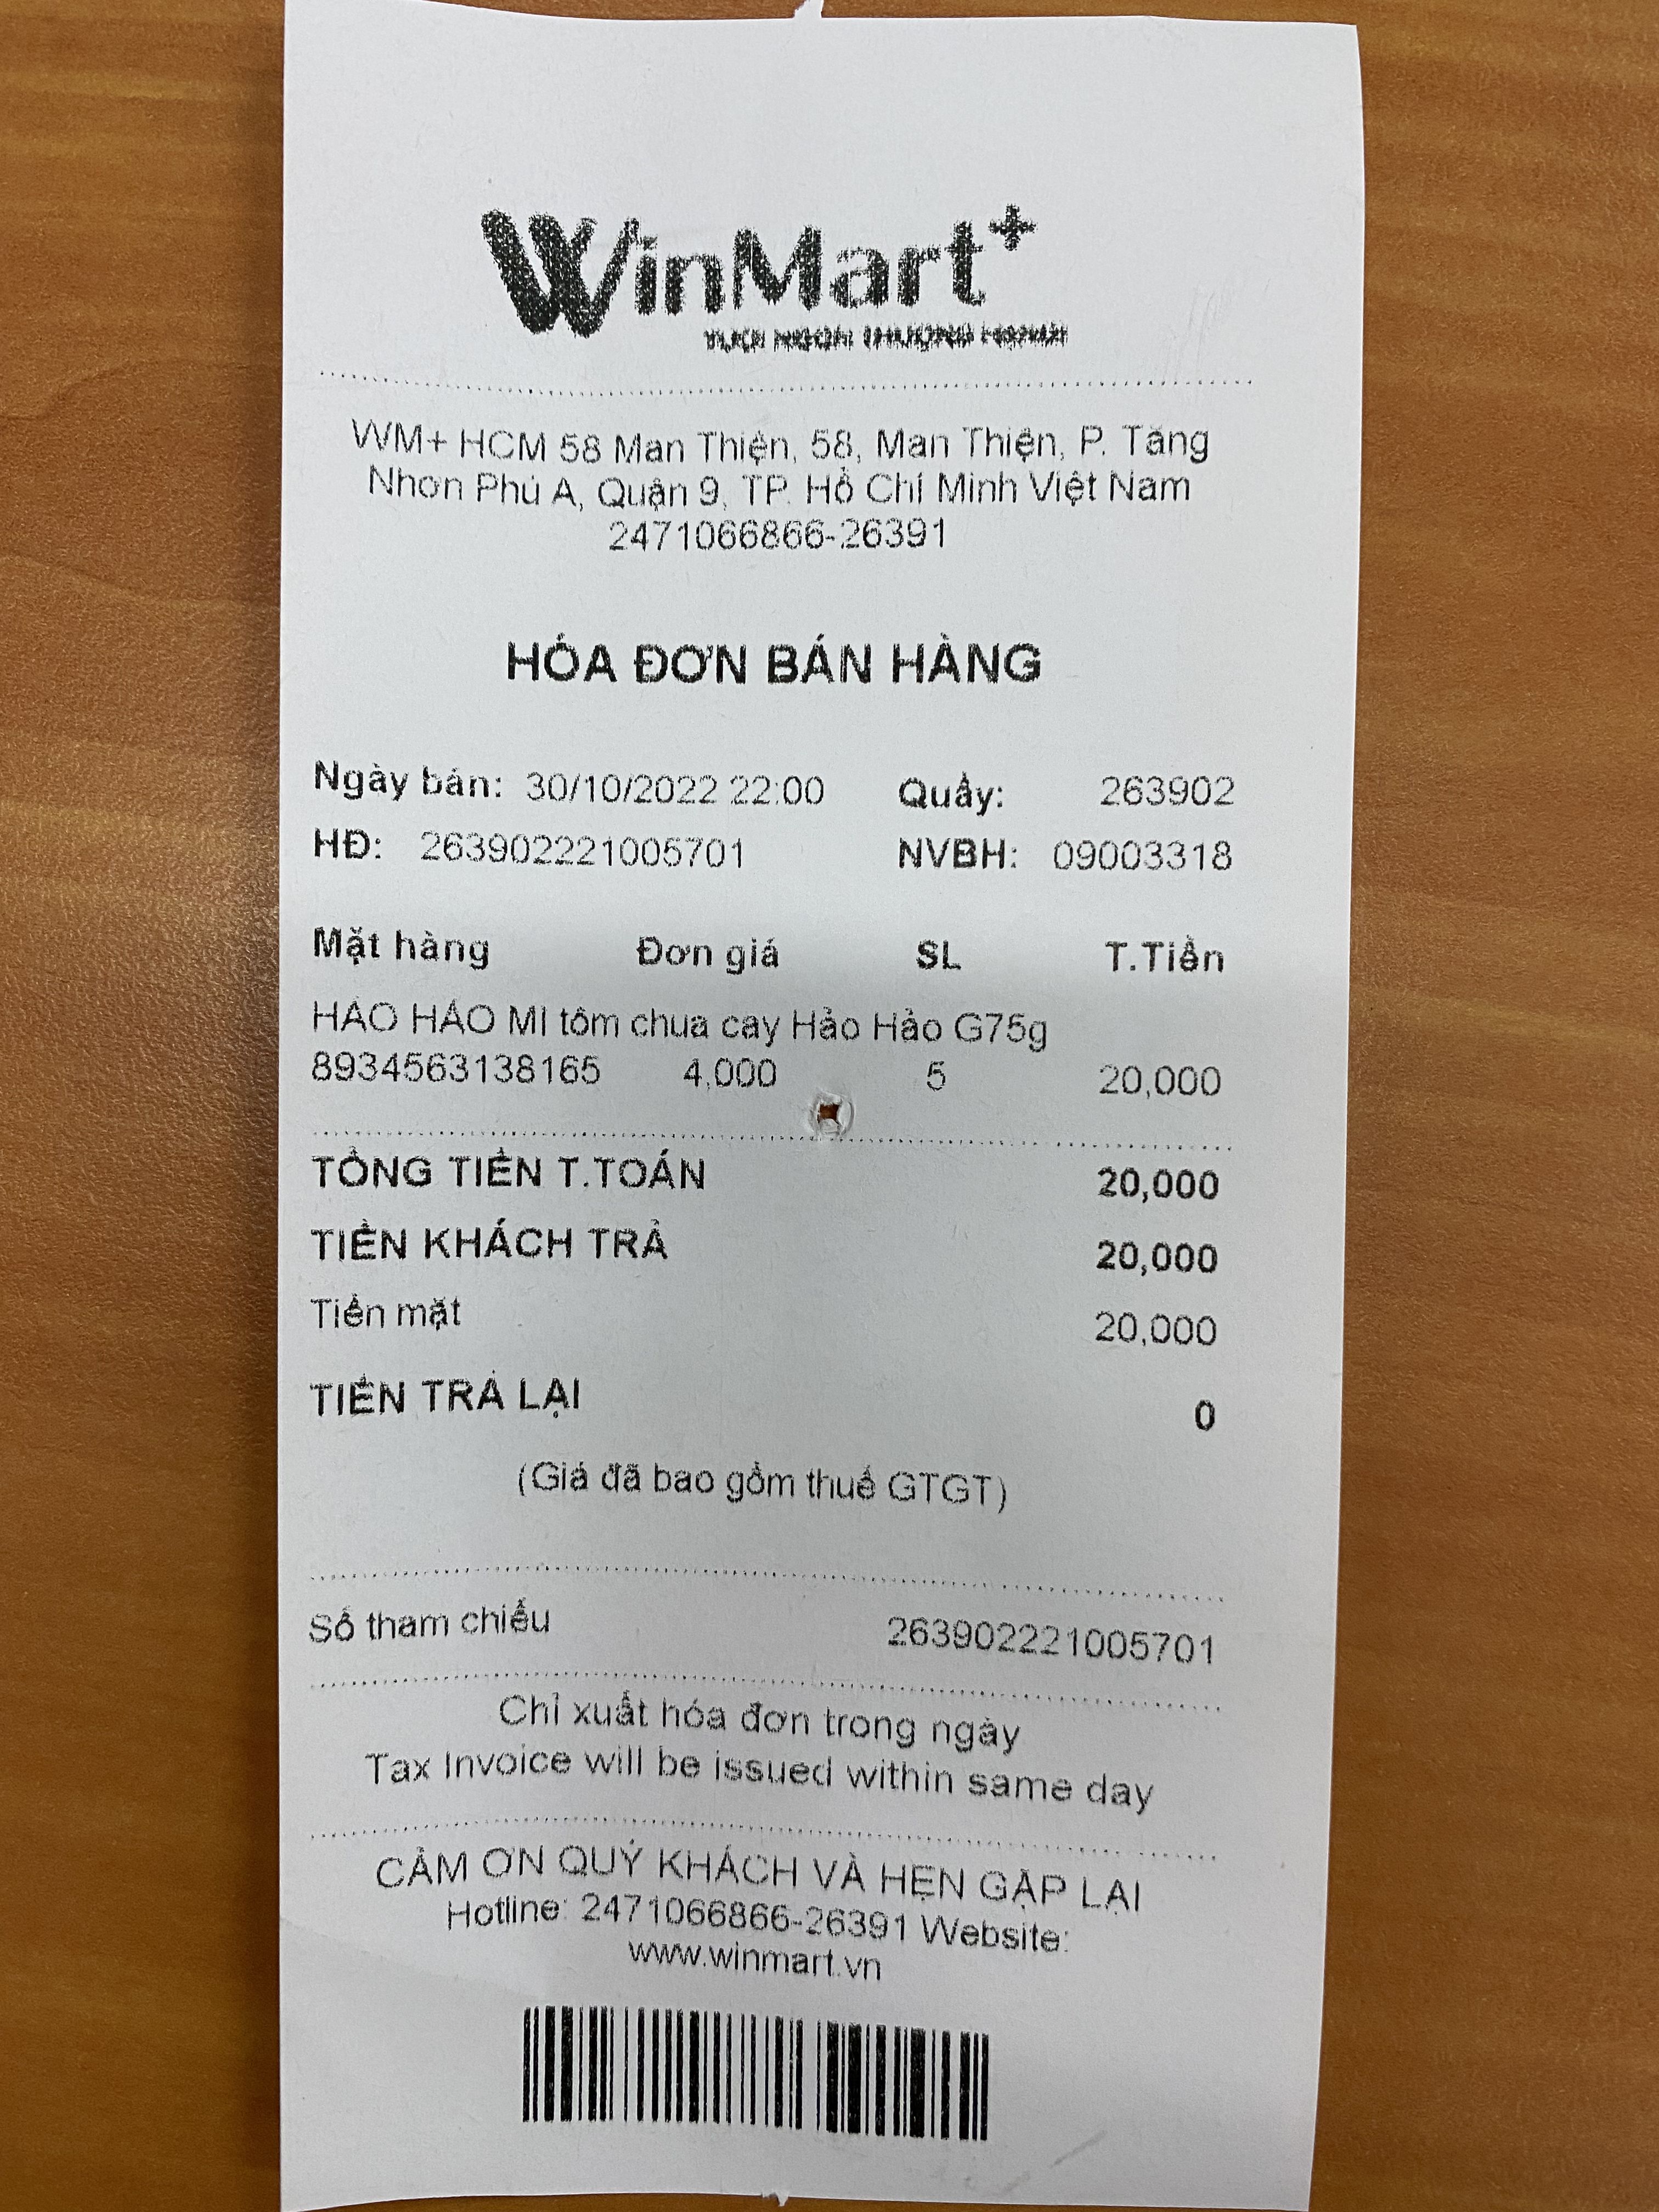 WinMart+
WM+ HCM 58 Man Thiện, 58, Man Thiện, P. Tăng
Nhơn Phú A, Quận 9, TP. Hồ Chí Minh Việt Nam
2471066866-26391
HÓA ĐƠN BÁN HÀNG
Ngày bán: 30/10/2022 22:00 Quầy: 263902
HĐ: 263902221005701 NVBH: 09003318
Mặt hàng Đơn giá SL T.Tiền
HẢO HẢO MÌ tôm chua cay Hảo Hảo G75g
8934563138165 4,000 5 20,000
TỔNG TIỀN T.TOÁN 20,000
TIỀN KHÁCH TRẢ 20,000
Tiền mặt 20,000
TIỀN TRẢ LẠI 0
(Giá đã bao gồm thuế GTGT)
Số tham chiếu 263902221005701
Chỉ xuất hóa đơn trong ngày
Tax Invoice will be issued within same day
CẢM ƠN QUÝ KHÁCH VÀ HẸN GẶP LẠI
Hotline: 2471066866-26391 Website:
www.winmart.vn